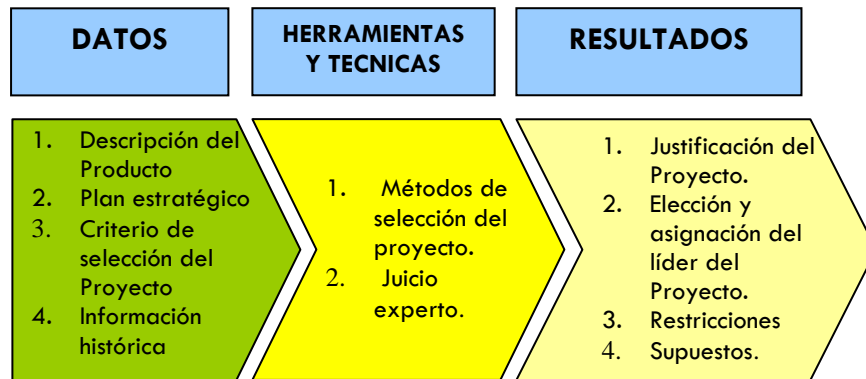 DATOS
HERRAMIENTAS
Y TECNICAS
RESULTADOS
1. Descripción del
Producto
2. Plan estratégico
3. Criterio de
selección del
Proyecto
4. Información
histórica
1. Métodos de
selección del
proyecto.
2. Juicio
experto.
1. Justificación del
Proyecto.
2. Elección y
asignación del
líder del
Proyecto.
3. Restricciones
4. Supuestos.